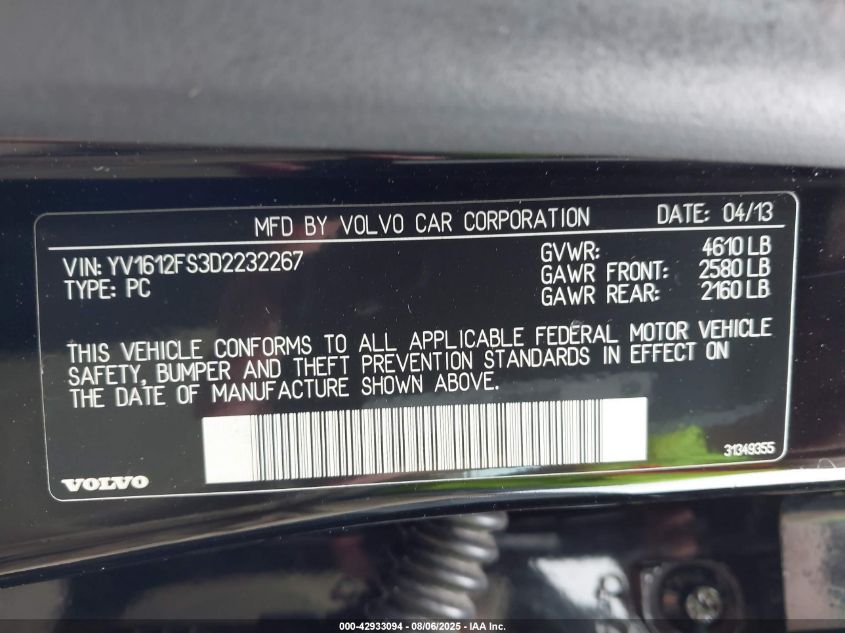 MFD BY VOLVO CAR CORPORATION DATE: 04/13
VIN: YV1612FS3D2232267 GVWR: 4610 LB
TYPE: PC GAWR FRONT: 2580 LB
GAWR REAR: 2160 LB
THIS VEHICLE CONFORMS TO ALL APPLICABLE FEDERAL MOTOR VEHICLE
SAFETY, BUMPER AND THEFT PREVENTION STANDARDS IN EFFECT ON
THE DATE OF MANUFACTURE SHOWN ABOVE.
31349355
VOLVO
000-42933094 - 08/06/2025 - IAA Inc.